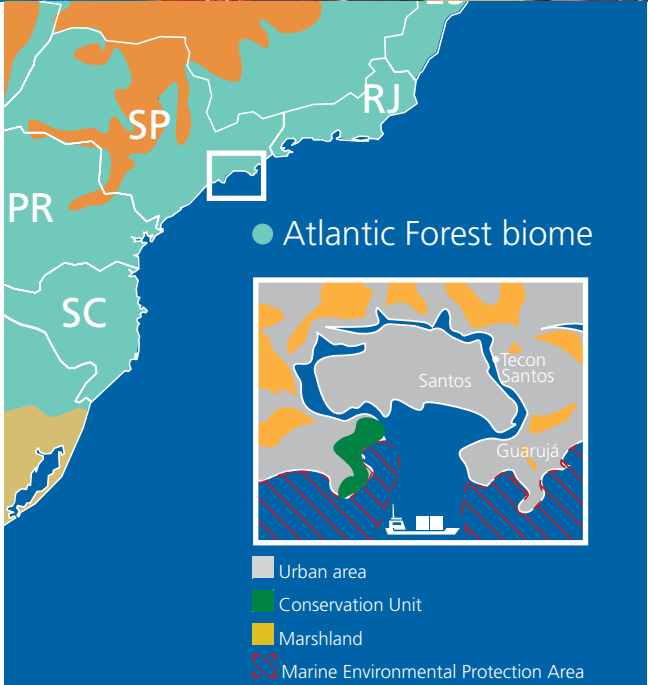 RJ
SP
PR
Atlantic Forest biome
SC
Tecon
Santos
Santos
Guarujá
Urban area
Conservation Unit
Marshland
Marine Environmental Protection Area